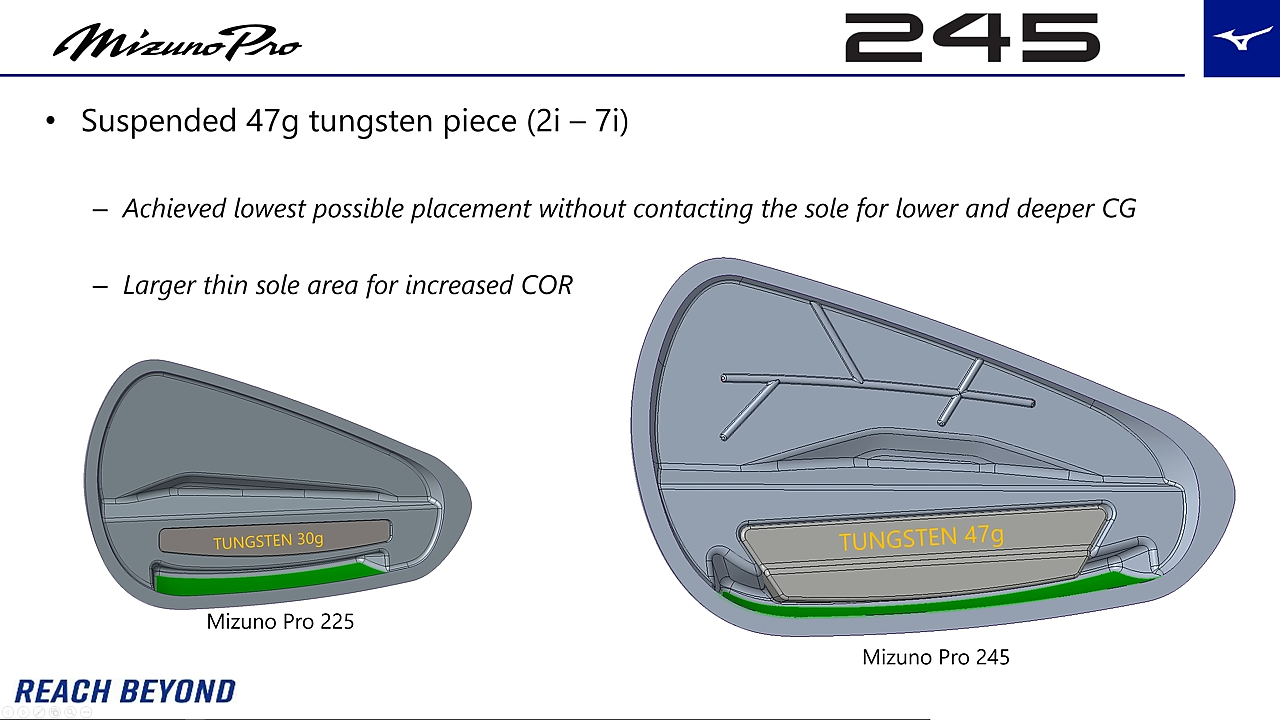 Mizuno Pro
245
• Suspended 47g tungsten piece (2i – 7i)
– Achieved lowest possible placement without contacting the sole for lower and deeper CG
– Larger thin sole area for increased COR
TUNGSTEN 30g
Mizuno Pro 225
TUNGSTEN 47g
Mizuno Pro 245
REACH BEYOND